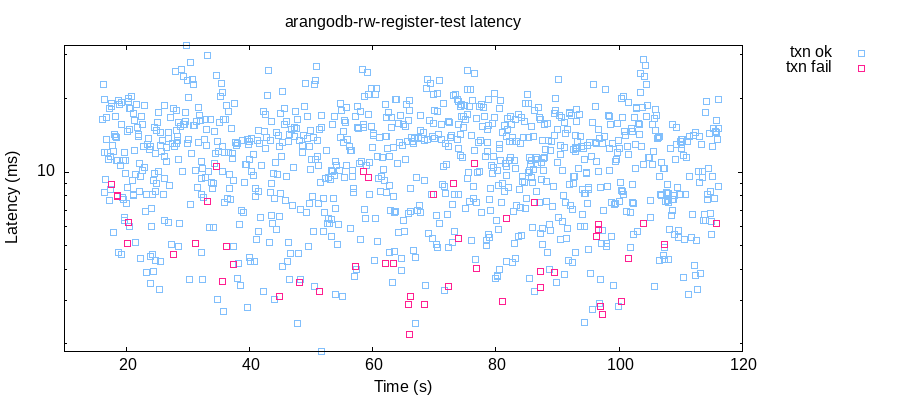 arangodb-rw-register-test latency
txn ok
txn fail
Latency (ms)
10
20
40
60
80
100
120
Time (s)